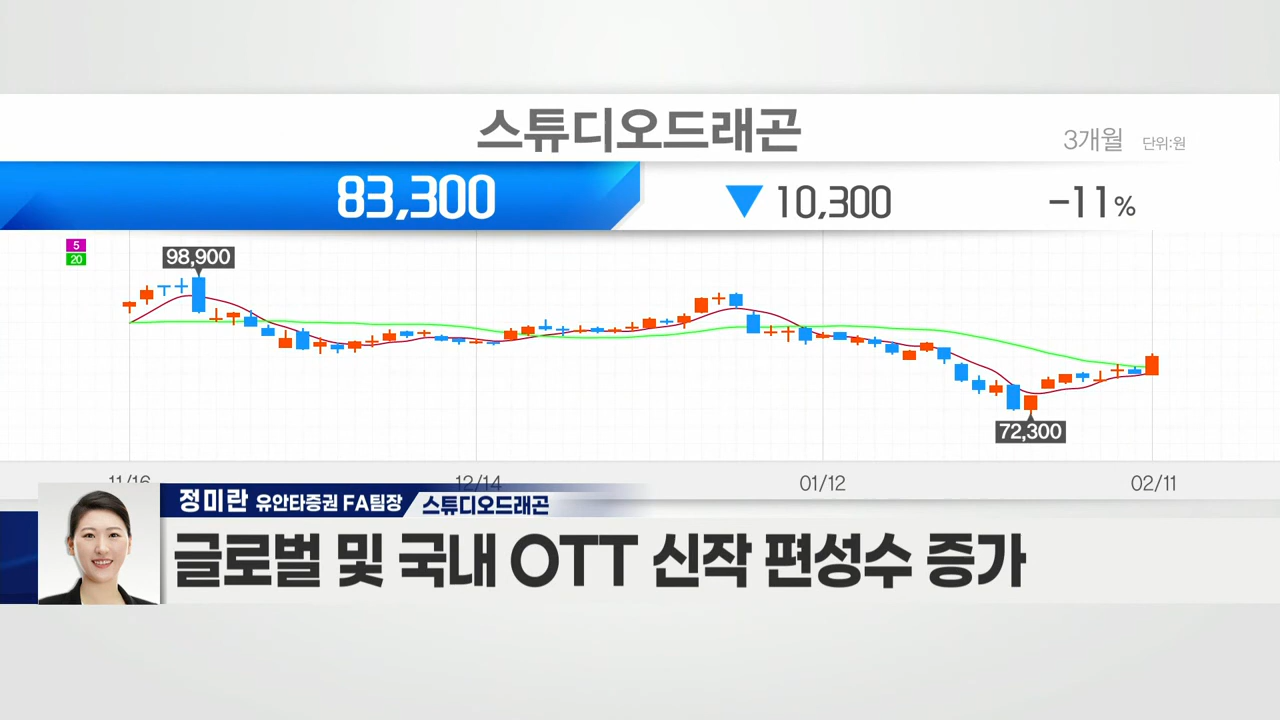 스튜디오드래곤
3개월 단위:원
83,300 ▼ 10,300 -11%
5
20
98,900
72,300
11/16 12/14 01/12 02/11
정미란 유안타증권 FA팀장 스튜디오드래곤
글로벌 및 국내 OTT 신작 편성수 증가